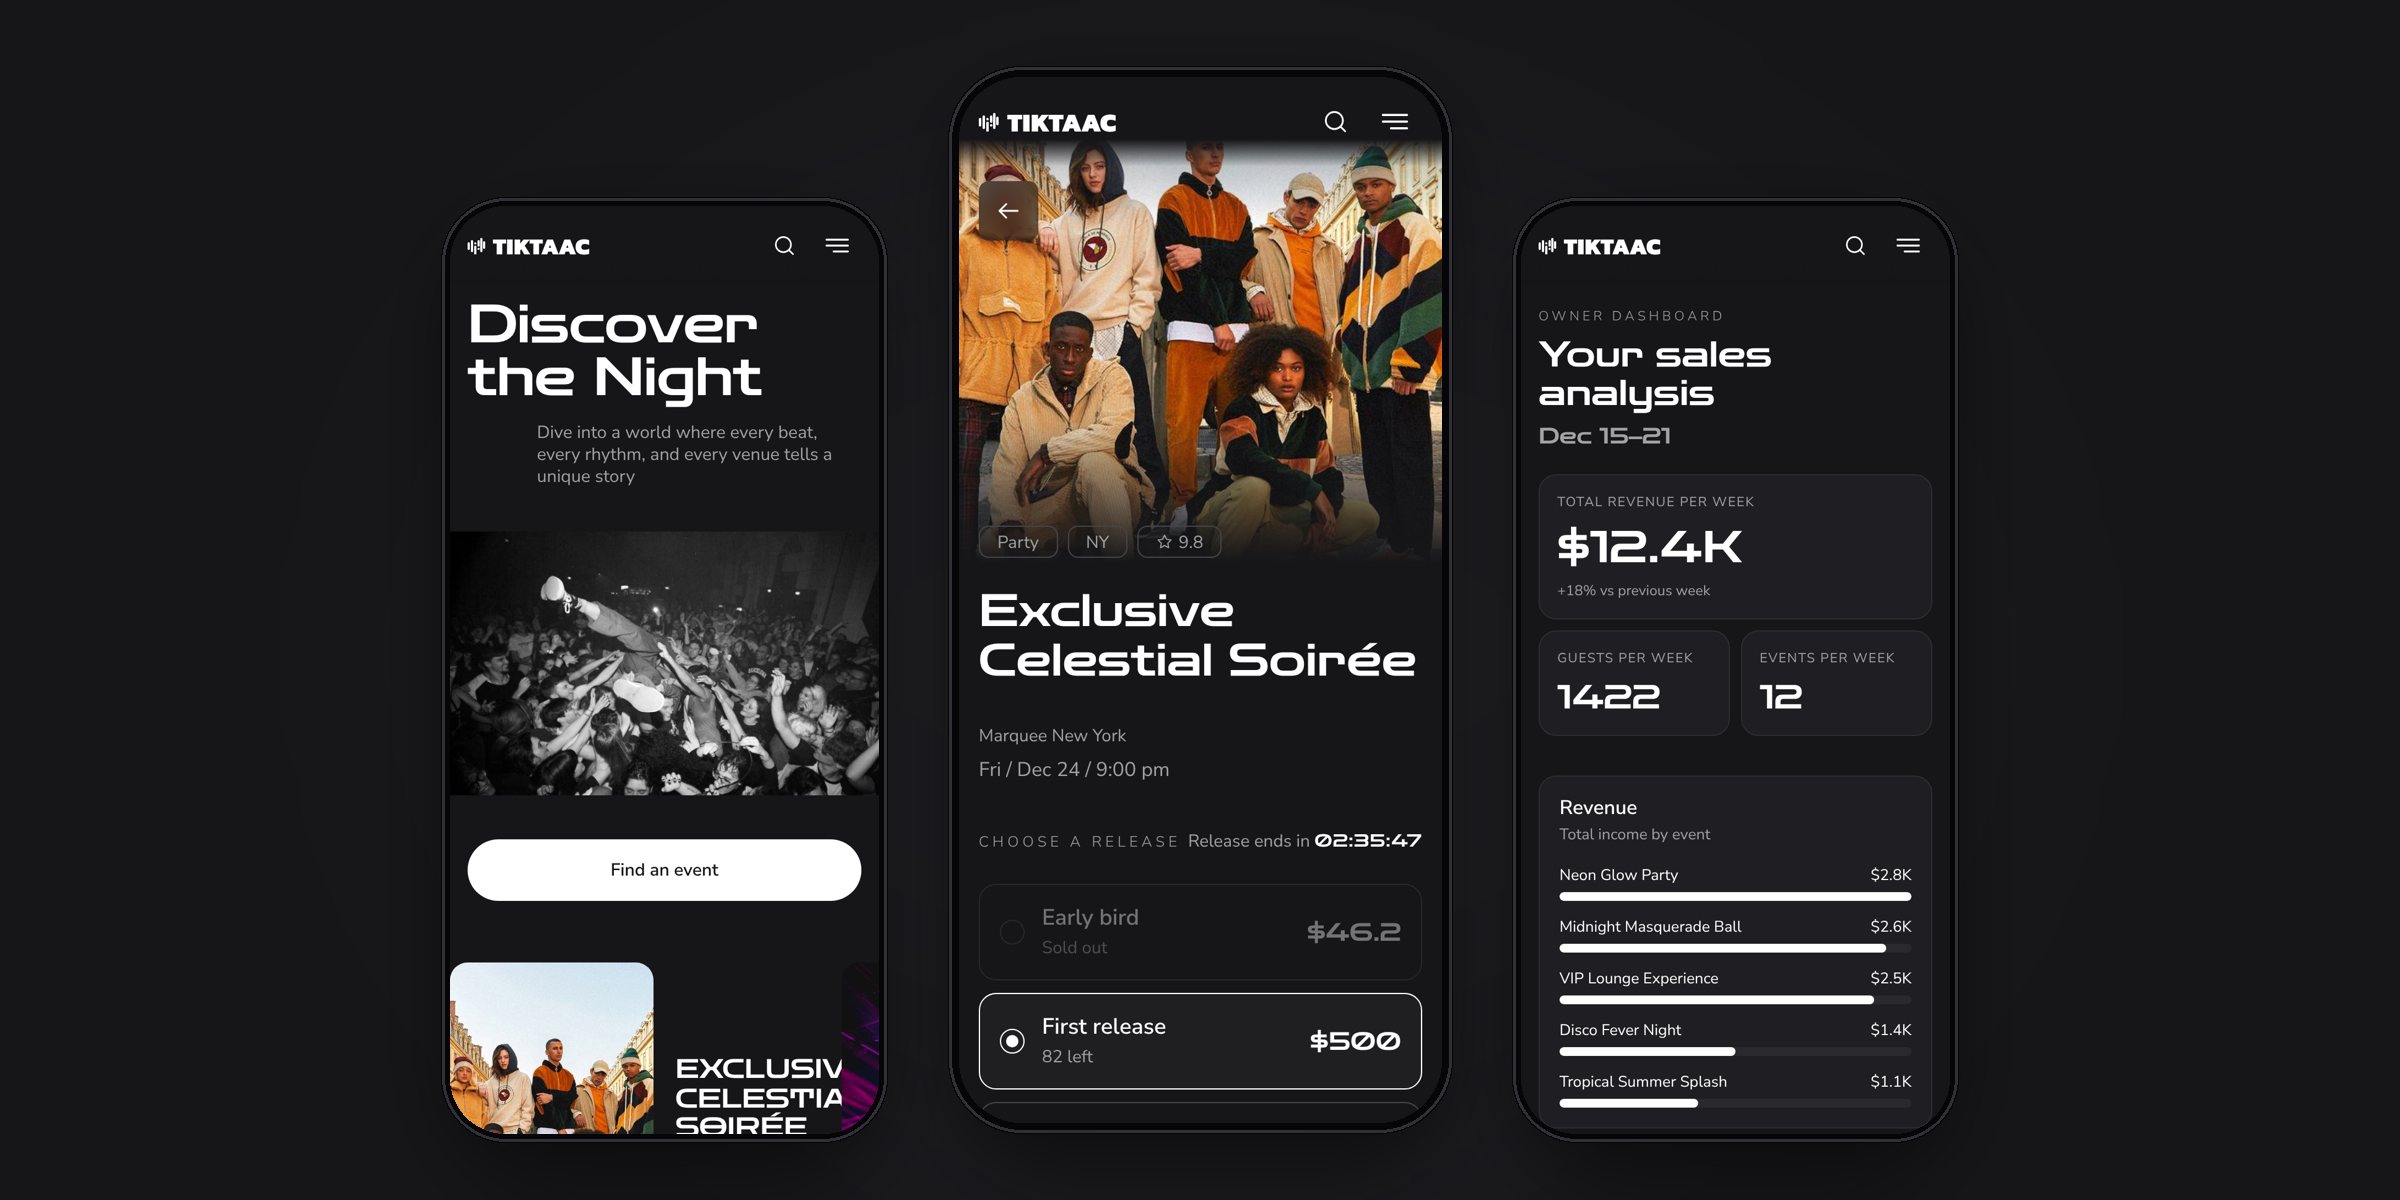 TIKTAAC
Discover
the Night
Dive into a world where every beat,
every rhythm, and every venue tells a
unique story
Find an event
EXCLUSIV
CELESTIA
SOIRÉE
TIKTAAC
Party
NY
9.8
Exclusive
Celestial Soirée
Marquee New York
Fri / Dec 24 / 9:00 pm
CHOOSE A RELEASE Release ends in 02:35:47
Early bird
$46.2
Sold out
First release
$500
82 left
TIKTAAC
OWNER DASHBOARD
Your sales
analysis
Dec 15–21
TOTAL REVENUE PER WEEK
$12.4K
+18% vs previous week
GUESTS PER WEEK
1422
EVENTS PER WEEK
12
Revenue
Total income by event
Neon Glow Party $2.8K
Midnight Masquerade Ball $2.6K
VIP Lounge Experience $2.5K
Disco Fever Night $1.4K
Tropical Summer Splash $1.1K